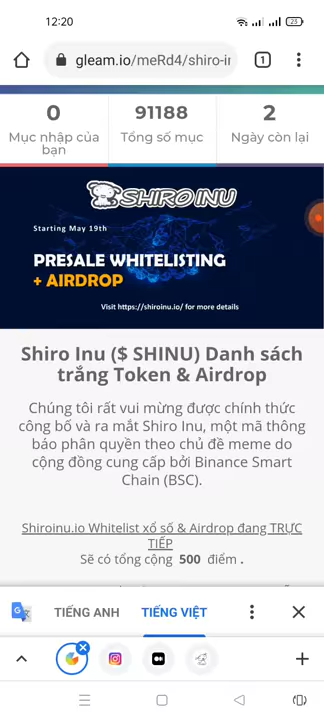 12:20
25
gleam.io/meRd4/shiro-ir
1
0
91188
2
Mục nhập của bạn
Tổng số mục
Ngày còn lại
SHIRO INU
Starting May 19th
PRESALE WHITELISTING
+ AIRDROP
Visit https://shiroinu.io/ for more details
Shiro Inu ($ SHINU) Danh sách
trắng Token & Airdrop
Chúng tôi rất vui mừng được chính thức
công bố và ra mắt Shiro Inu, một mã thông
báo phân quyền theo chủ đề meme do
cộng đồng cung cấp bởi Binance Smart
Chain (BSC).
Shiroinu.io Whitelist xổ số & Airdrop đang TRỰC
TIẾP
Sẽ có tổng cộng 500 điểm .
TIẾNG ANH
TIẾNG VIỆT